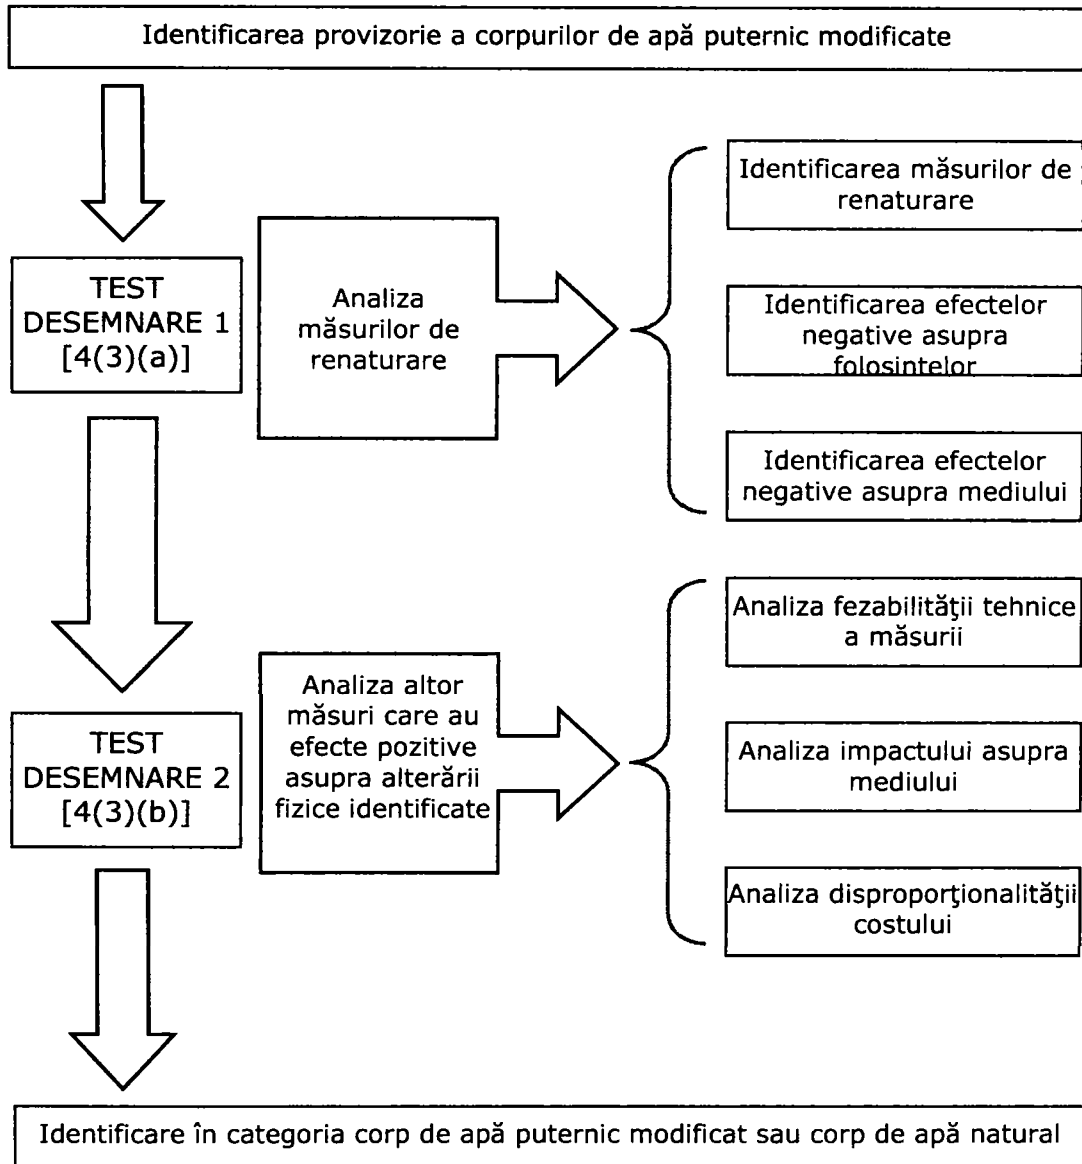 Identificarea provizorie a corpurilor de apă puternic modificate
TEST
DESEMNARE 1
[4(3)(a)]
Analiza
măsurilor de
renaturare
Identificarea măsurilor de
renaturare
Identificarea efectelor
negative asupra
folosințelor
Identificarea efectelor
negative asupra mediului
TEST
DESEMNARE 2
[4(3)(b)]
Analiza altor
măsuri care au
efecte pozitive
asupra alterării
fizice identificate
Analiza fezabilităţii tehnice
a măsurii
Analiza impactului asupra
mediului
Analiza disproporţionalităţii
costului
Identificare în categoria corp de apă puternic modificat sau corp de apă natural